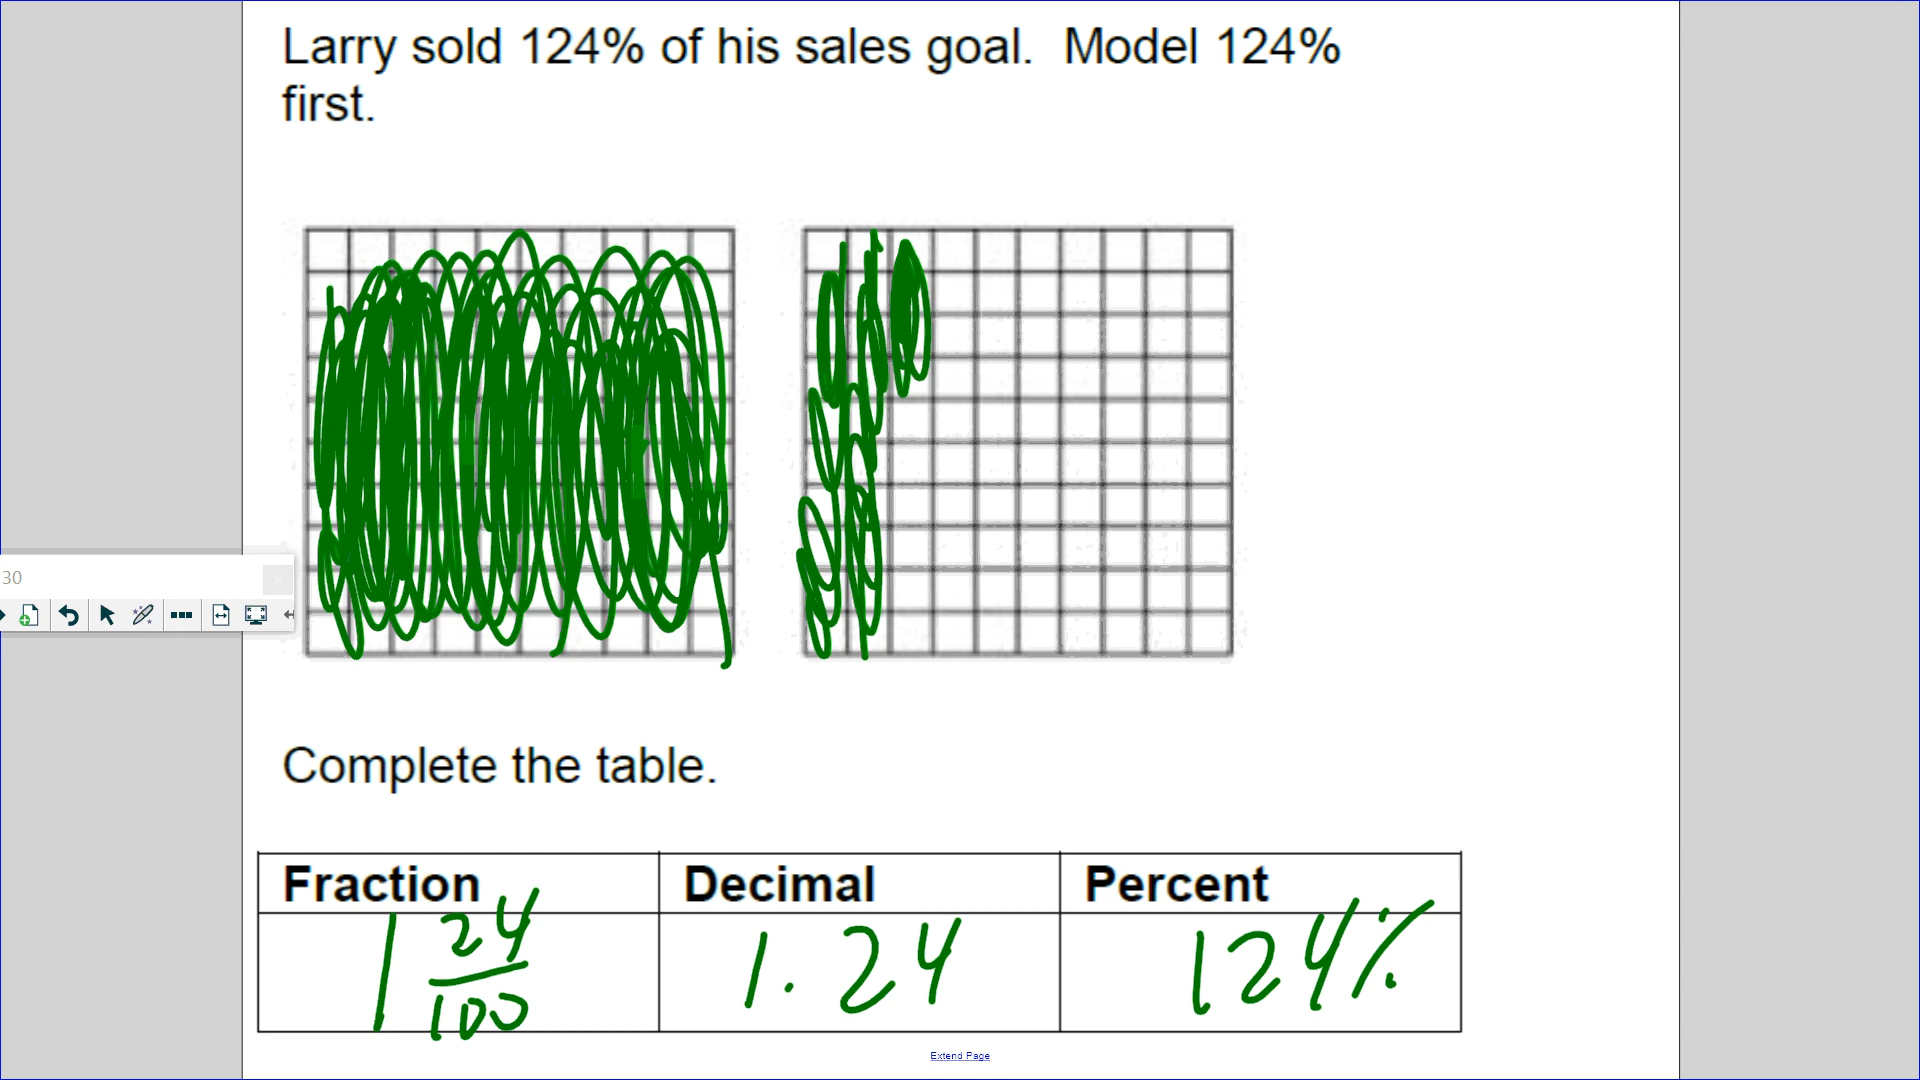 Larry sold 124% of his sales goal. Model 124%
first.
30
Complete the table.
Fraction Decimal Percent
1 24/100 1.24 124%
Extend Page